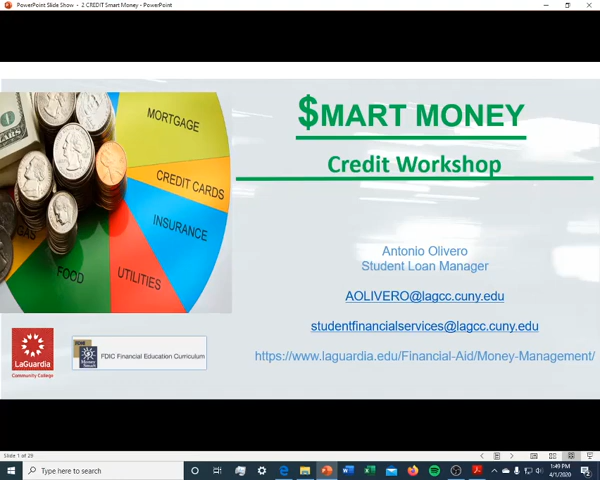 PowerPoint Slide Show - 2 CREDIT Smart Money - PowerPoint
$MART MONEY
Credit Workshop
MORTGAGE
CREDIT CARDS
INSURANCE
UTILITIES
FOOD
GAS
Antonio Olivero
Student Loan Manager
AOLIVERO@lagcc.cuny.edu
studentfinancialservices@lagcc.cuny.edu
https://www.laguardia.edu/Financial-Aid/Money-Management/
LaGuardia
Community College
FDIC Financial Education Curriculum
Slide 1 of 29
Type here to search
1:49 PM
4/1/2020